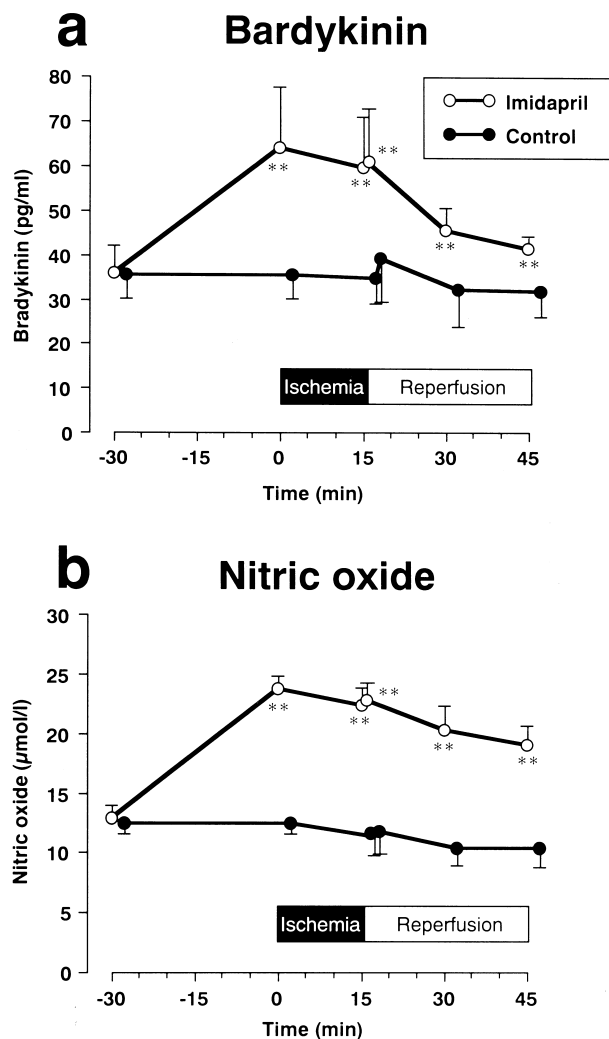 a Bardykinin
80
70
60
50
40
30
20
10
0
Bradykinin (pg/ml)
Imidapril
Control
**
**
**
**
**
Ischemia Reperfusion
-30 -15 0 15 30 45
Time (min)
b Nitric oxide
30
25
20
15
10
5
0
Nitric oxide (µmol/l)
**
**
**
**
**
Ischemia Reperfusion
-30 -15 0 15 30 45
Time (min)